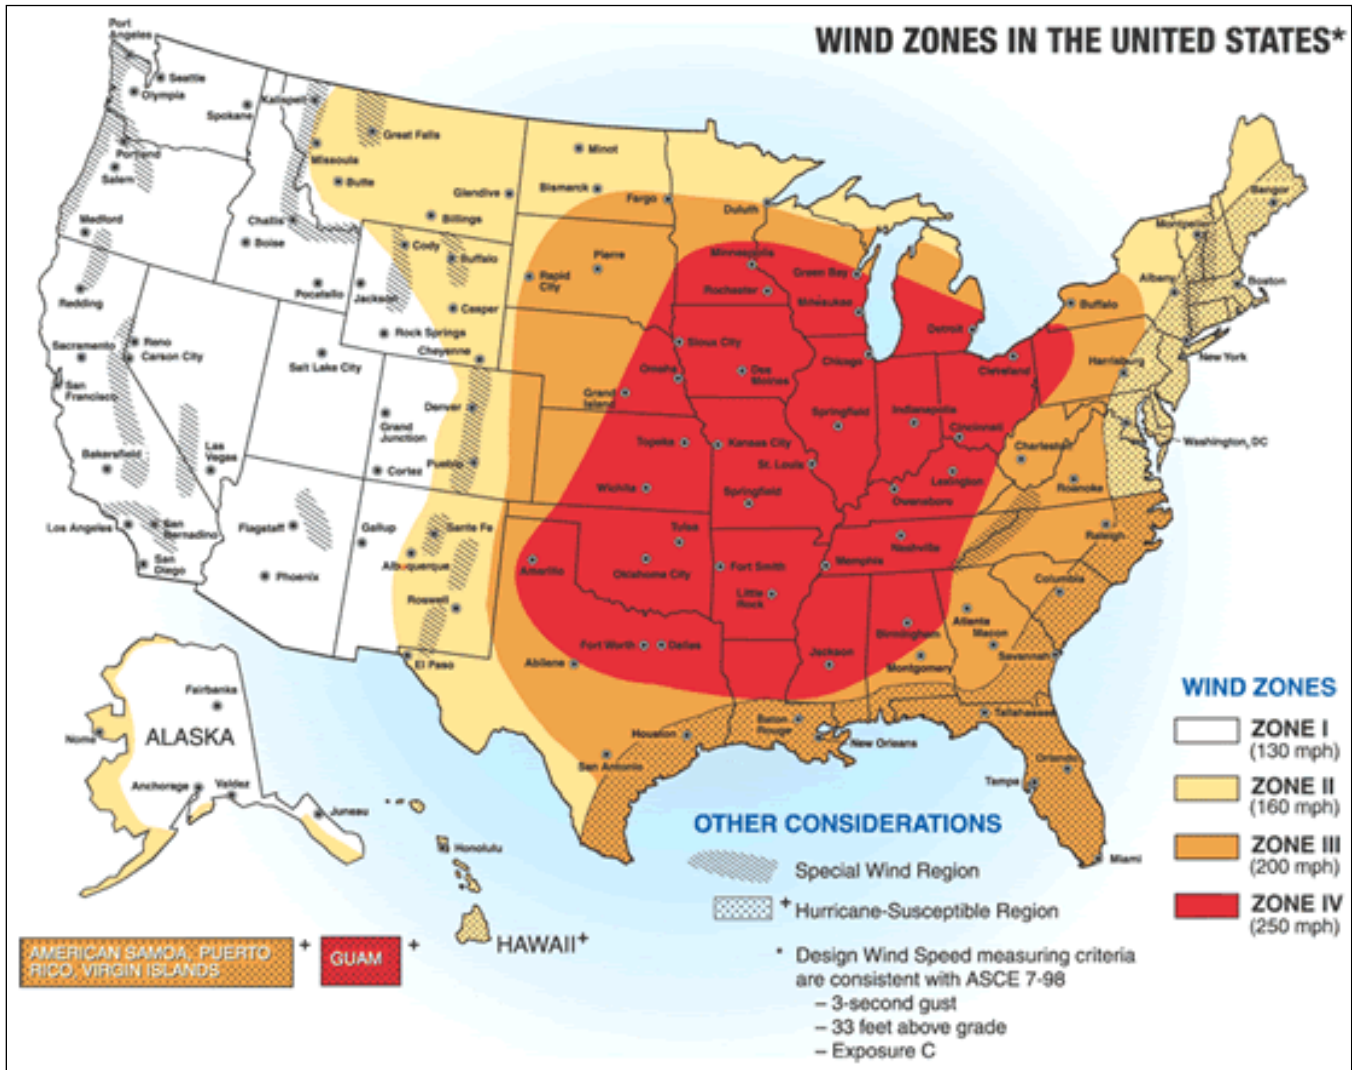 WIND ZONES IN THE UNITED STATES*
Port
Angeles
Seattle
Olympia
Spokane
Kalispell
Great Falls
Missoula
Butte
Glendive
Billings
Minot
Bismarck
Fargo
Duluth
Portland
Salem
Medford
Challis
Boise
Pocatello
Jackson
Cody
Buffalo
Casper
Rock Springs
Cheyenne
Rapid
City
Pierre
Minneapolis
Rochester
Green Bay
Milwaukee
Detroit
Buffalo
Albany
Montpelier
Bangor
Boston
New York
Harrisburg
Washington, DC
Redding
Sacramento
Reno
Carson City
San
Francisco
Salt Lake City
Denver
Grand
Junction
Cortez
Pueblo
Grand
Island
Omaha
Sioux City
Des
Moines
Chicago
Cleveland
Springfield
Indianapolis
Cincinnati
Charleston
Roanoke
Bakersfield
Las
Vegas
Los Angeles
San
Bernadino
San
Diego
Flagstaff
Phoenix
Gallup
Sante Fe
Albuquerque
Roswell
El Paso
Topeka
Kansas City
St. Louis
Wichita
Springfield
Lexington
Owensboro
Nashville
Memphis
Raleigh
Columbia
Tulsa
Oklahoma City
Amarillo
Fort Smith
Little
Rock
Fort Worth
Dallas
Abilene
Jackson
Birmingham
Montgomery
Atlanta
Macon
Savannah
Tallahassee
Houston
San Antonio
Baton
Rouge
New Orleans
Orlando
Tampa
Miami
Fairbanks
Nome
ALASKA
Anchorage
Valdez
Juneau
Honolulu
HAWAII+
AMERICAN SAMOA, PUERTO
RICO, VIRGIN ISLANDS
+
GUAM
+
WIND ZONES
ZONE I
(130 mph)
ZONE II
(160 mph)
ZONE III
(200 mph)
ZONE IV
(250 mph)
OTHER CONSIDERATIONS
Special Wind Region
+ Hurricane-Susceptible Region
* Design Wind Speed measuring criteria
are consistent with ASCE 7-98
– 3-second gust
– 33 feet above grade
– Exposure C